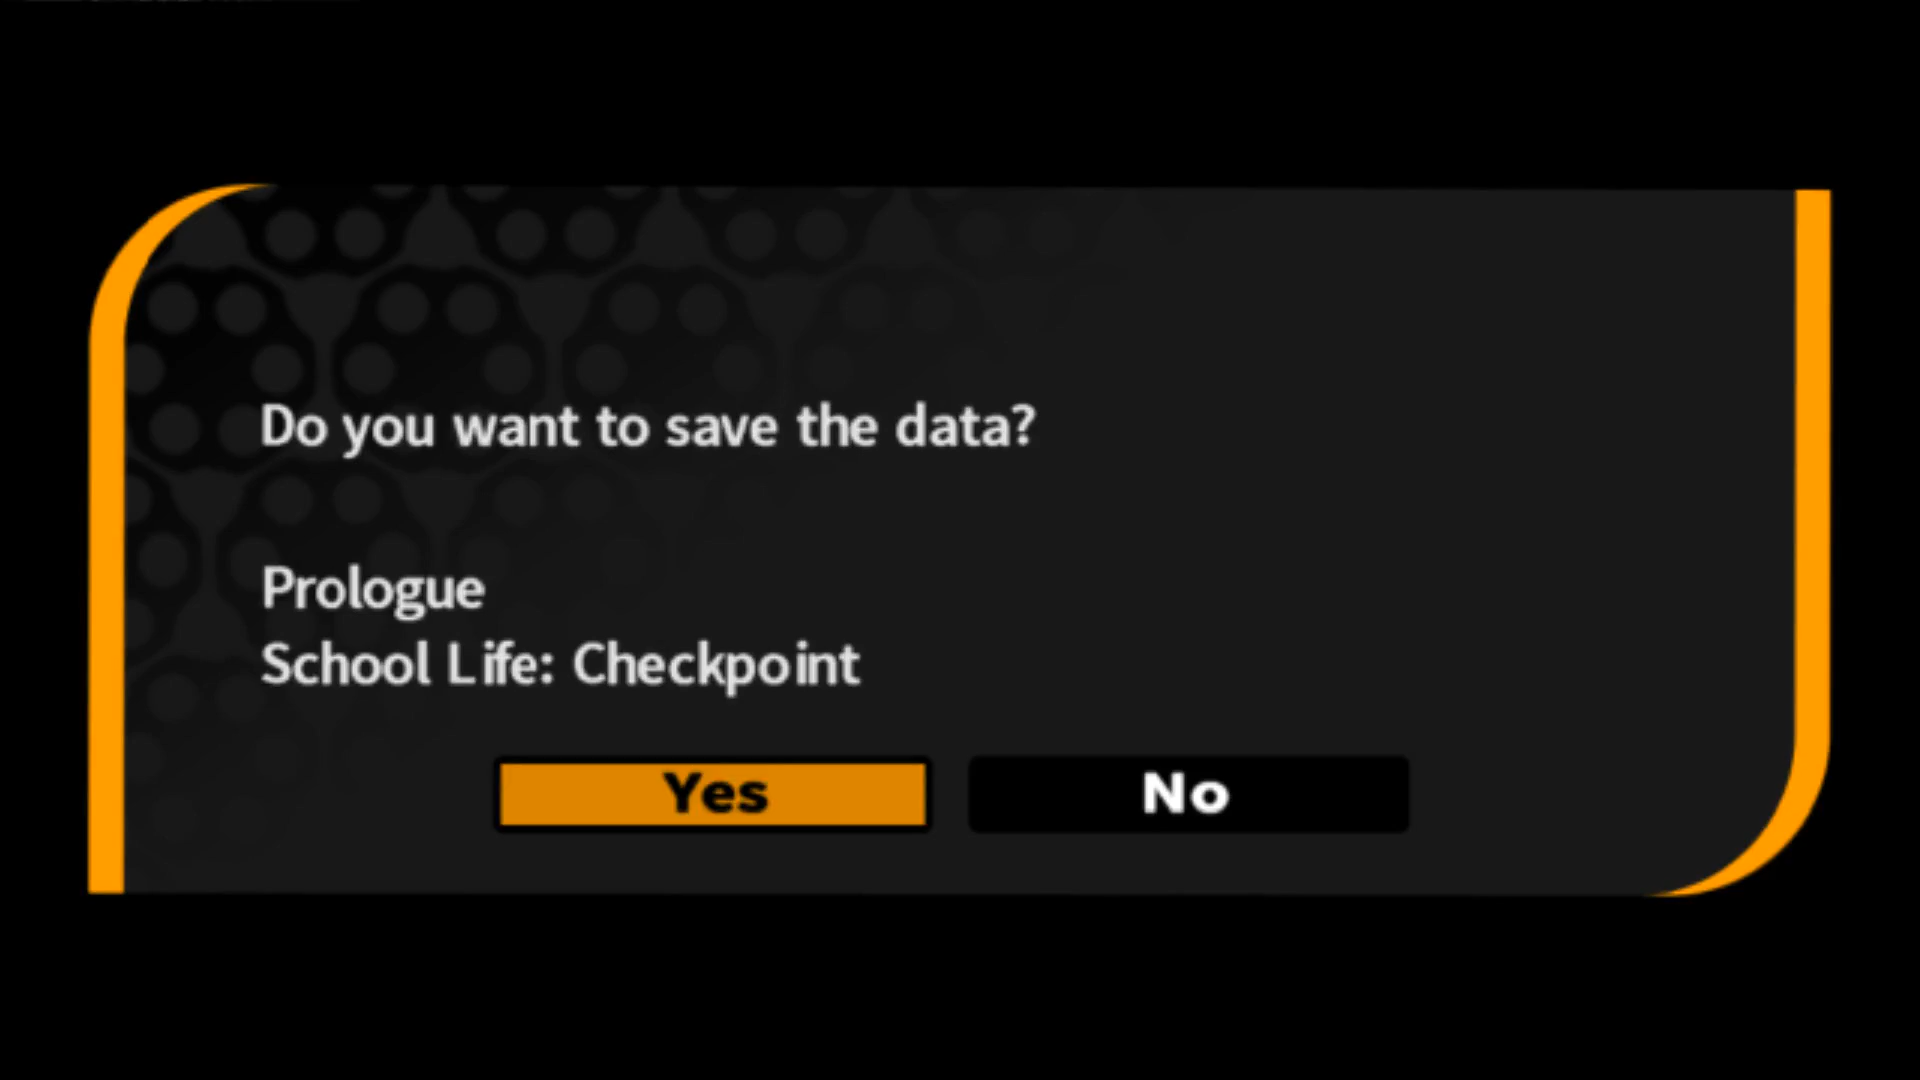 Do you want to save the data?
Prologue
School Life: Checkpoint
Yes
No